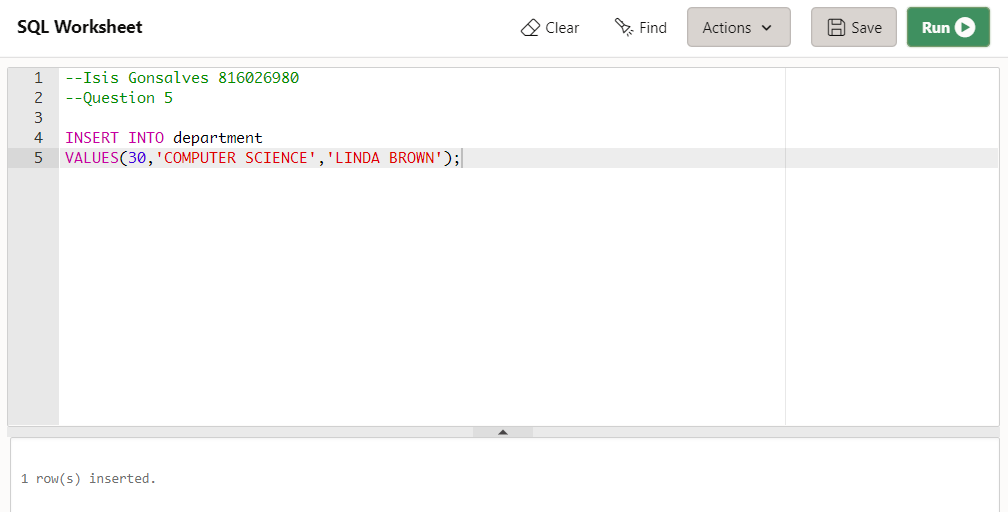 SQL Worksheet
Clear
Find
Actions
Save
Run
1 --Isis Gonsalves 816026980
2 --Question 5
3
4 INSERT INTO department
5 VALUES(30,'COMPUTER SCIENCE','LINDA BROWN');
1 row(s) inserted.